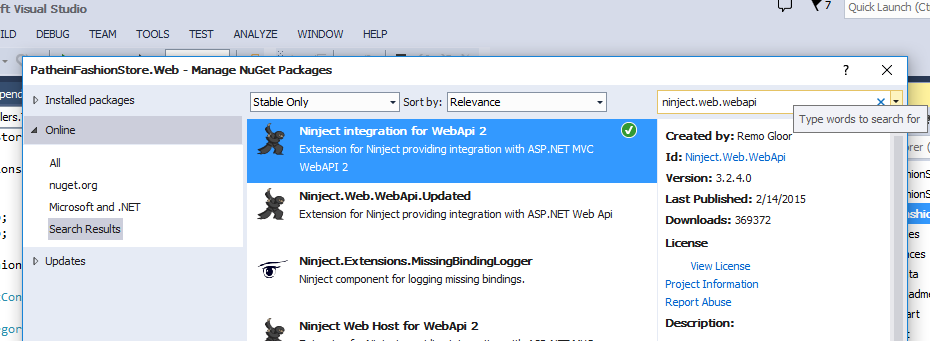 ft Visual Studio
7
Quick Launch (Ct
ILD DEBUG TEAM TOOLS TEST ANALYZE WINDOW HELP
PatheinFashionStore.Web - Manage NuGet Packages
?
Installed packages
Stable Only
Sort by: Relevance
ninject.web.webapi
Type words to search for
Online
All
nuget.org
Microsoft and .NET
Search Results
Updates
Ninject integration for WebApi 2
Extension for Ninject providing integration with ASP.NET MVC
WebAPI 2
Ninject.Web.WebApi.Updated
Extension for Ninject providing integration with ASP.NET Web Api
Ninject.Extensions.MissingBindingLogger
Ninject component for logging missing bindings.
Ninject Web Host for WebApi 2
Created by: Remo Gloor
Id: Ninject.Web.WebApi
Version: 3.2.4.0
Last Published: 2/14/2015
Downloads: 369372
License
View License
Project Information
Report Abuse
Description: